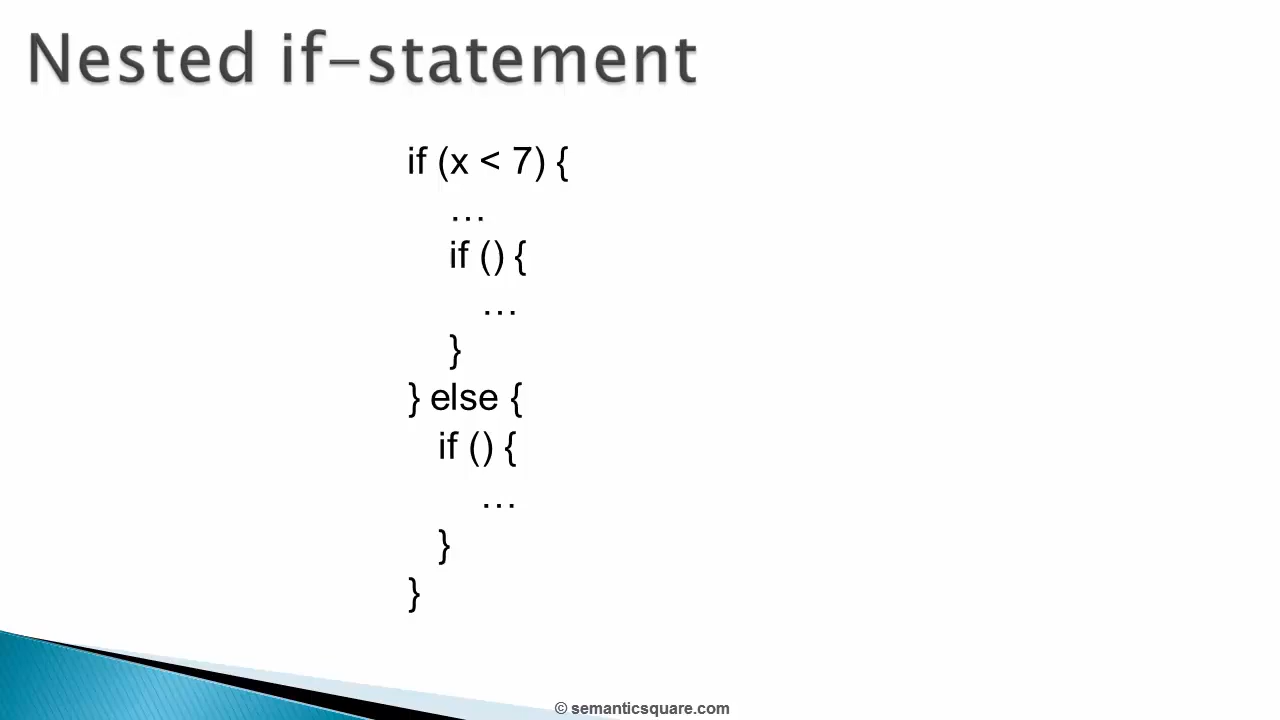 Nested if-statement
if (x < 7) {
…
if () {
…
}
} else {
if () {
…
}
}
© semanticsquare.com